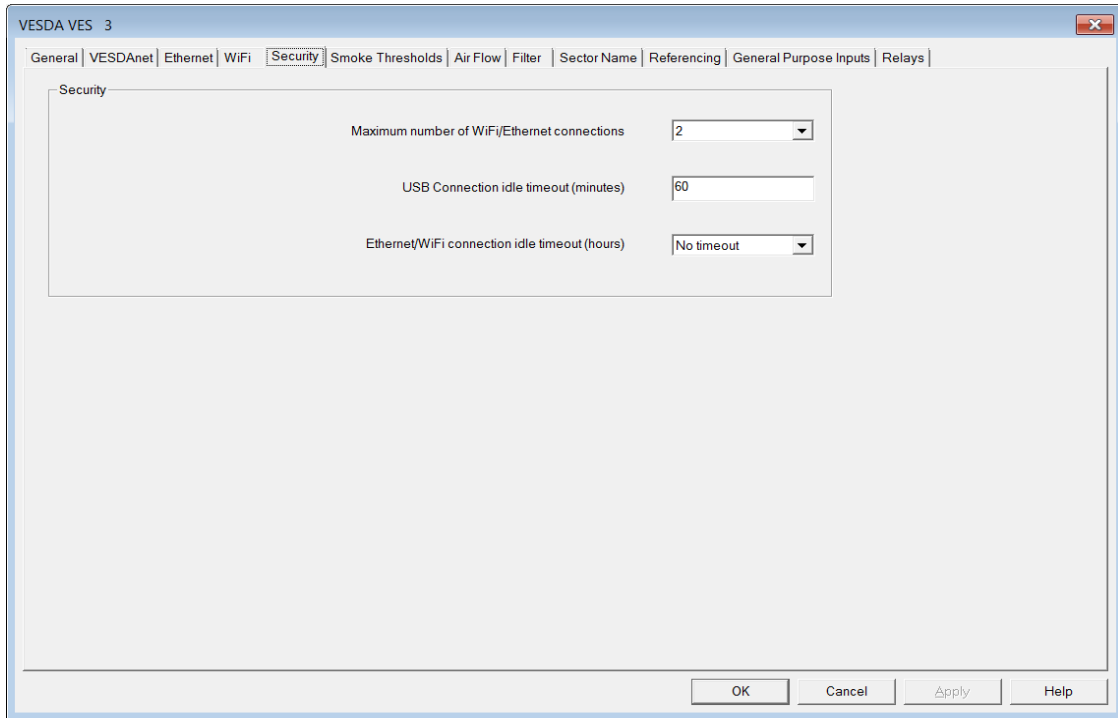 VESDA VES 3
General VESDAnet Ethernet WiFi Security Smoke Thresholds Air Flow Filter Sector Name Referencing General Purpose Inputs Relays
Security
Maximum number of WiFi/Ethernet connections 2
USB Connection idle timeout (minutes) 60
Ethernet/WiFi connection idle timeout (hours) No timeout
OK Cancel Apply Help